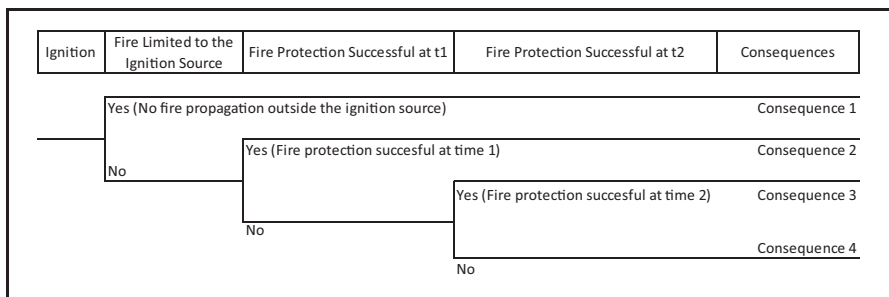 Ignition
Fire Limited to the
Ignition Source
Fire Protection Successful at t1
Fire Protection Successful at t2
Consequences
Yes (No fire propagation outside the ignition source)
Consequence 1
Yes (Fire protection succesful at time 1)
Consequence 2
No
Yes (Fire protection succesful at time 2)
Consequence 3
No
Consequence 4
No